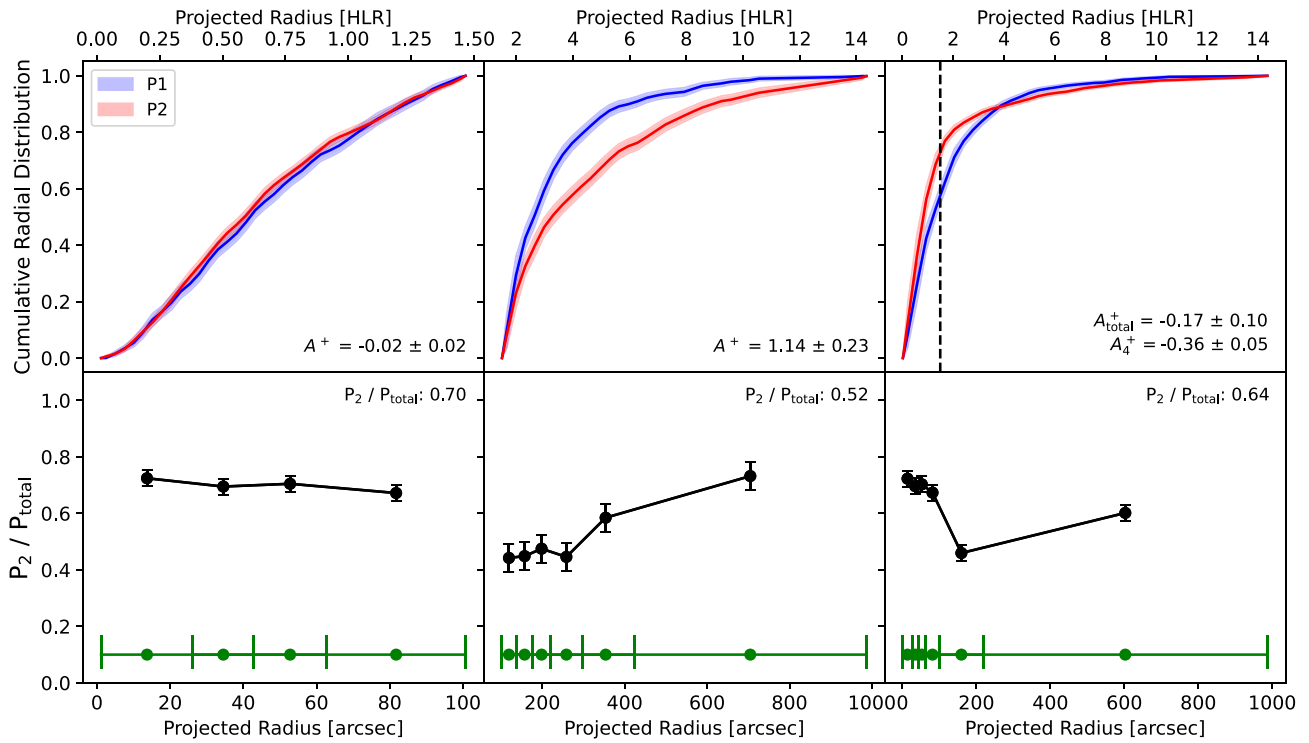 Projected Radius [HLR] Projected Radius [HLR] Projected Radius [HLR]
0.00 0.25 0.50 0.75 1.00 1.25 1.50 2 4 6 8 10 12 14 0 2 4 6 8 10 12 14
Cumulative Radial Distribution
1.0
0.8
0.6
0.4
0.2
0.0
P1
P2
A⁺ = -0.02 ± 0.02
A⁺ = 1.14 ± 0.23
A⁺total = -0.17 ± 0.10
A⁺4 = -0.36 ± 0.05
P₂ / Ptotal
1.0
0.8
0.6
0.4
0.2
0.0
P₂ / Ptotal: 0.70
P₂ / Ptotal: 0.52
P₂ / Ptotal: 0.64
0 20 40 60 80 100 200 400 600 800 1000 200 400 600 800 1000
Projected Radius [arcsec] Projected Radius [arcsec] Projected Radius [arcsec]